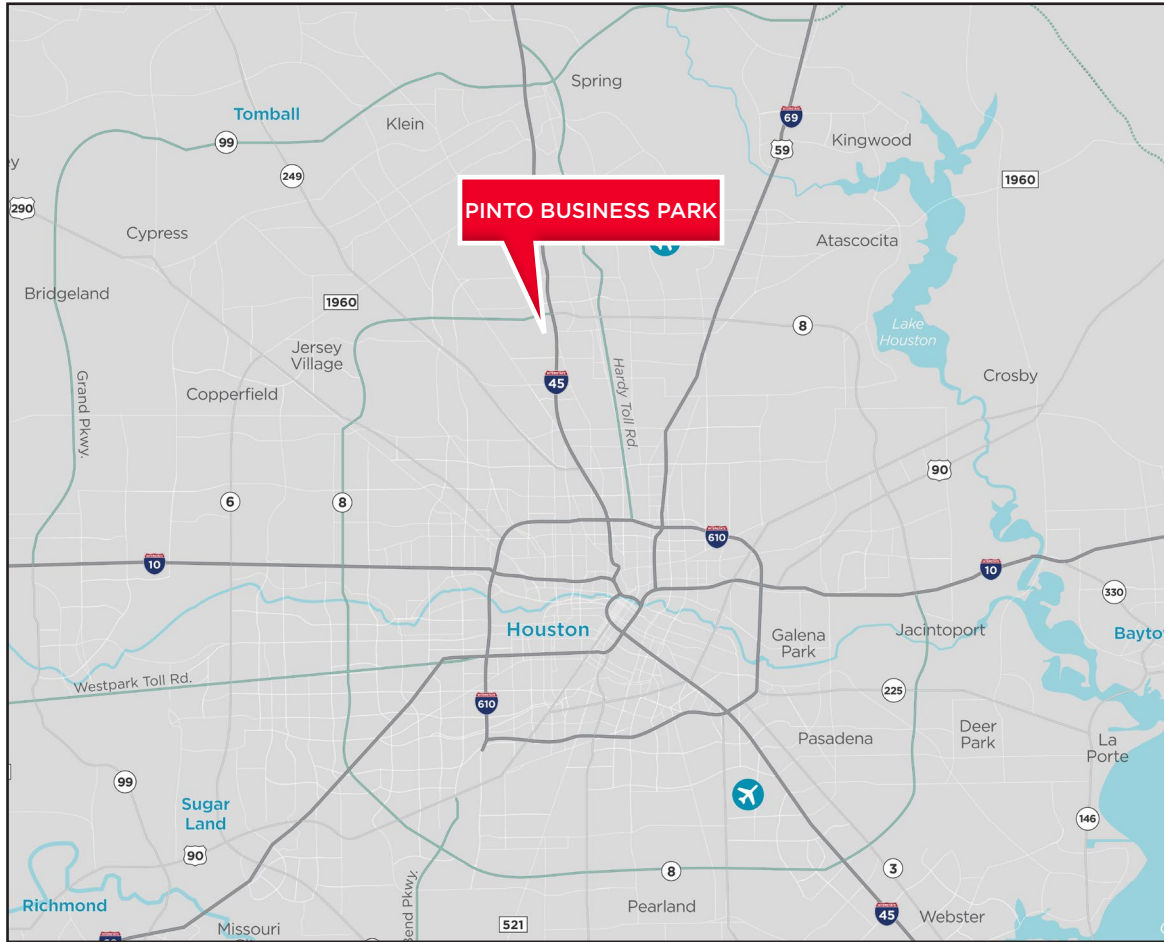 Spring
69
Tomball
Klein
99
59
Kingwood
249
1960
290
PINTO BUSINESS PARK
Cypress
Atascocita
Bridgeland
1960
8
Lake
Houston
Jersey
Village
Hardy Toll Rd.
Grand Pkwy.
Copperfield
45
Crosby
90
6
8
610
10
10
330
Houston
Galena
Park
Jacintoport
Westpark Toll Rd.
610
225
Pasadena
Deer
Park
La
Porte
99
Sugar
Land
146
90
8
3
Richmond
Missouri
Bend Pkwy.
521
Pearland
45
Webster